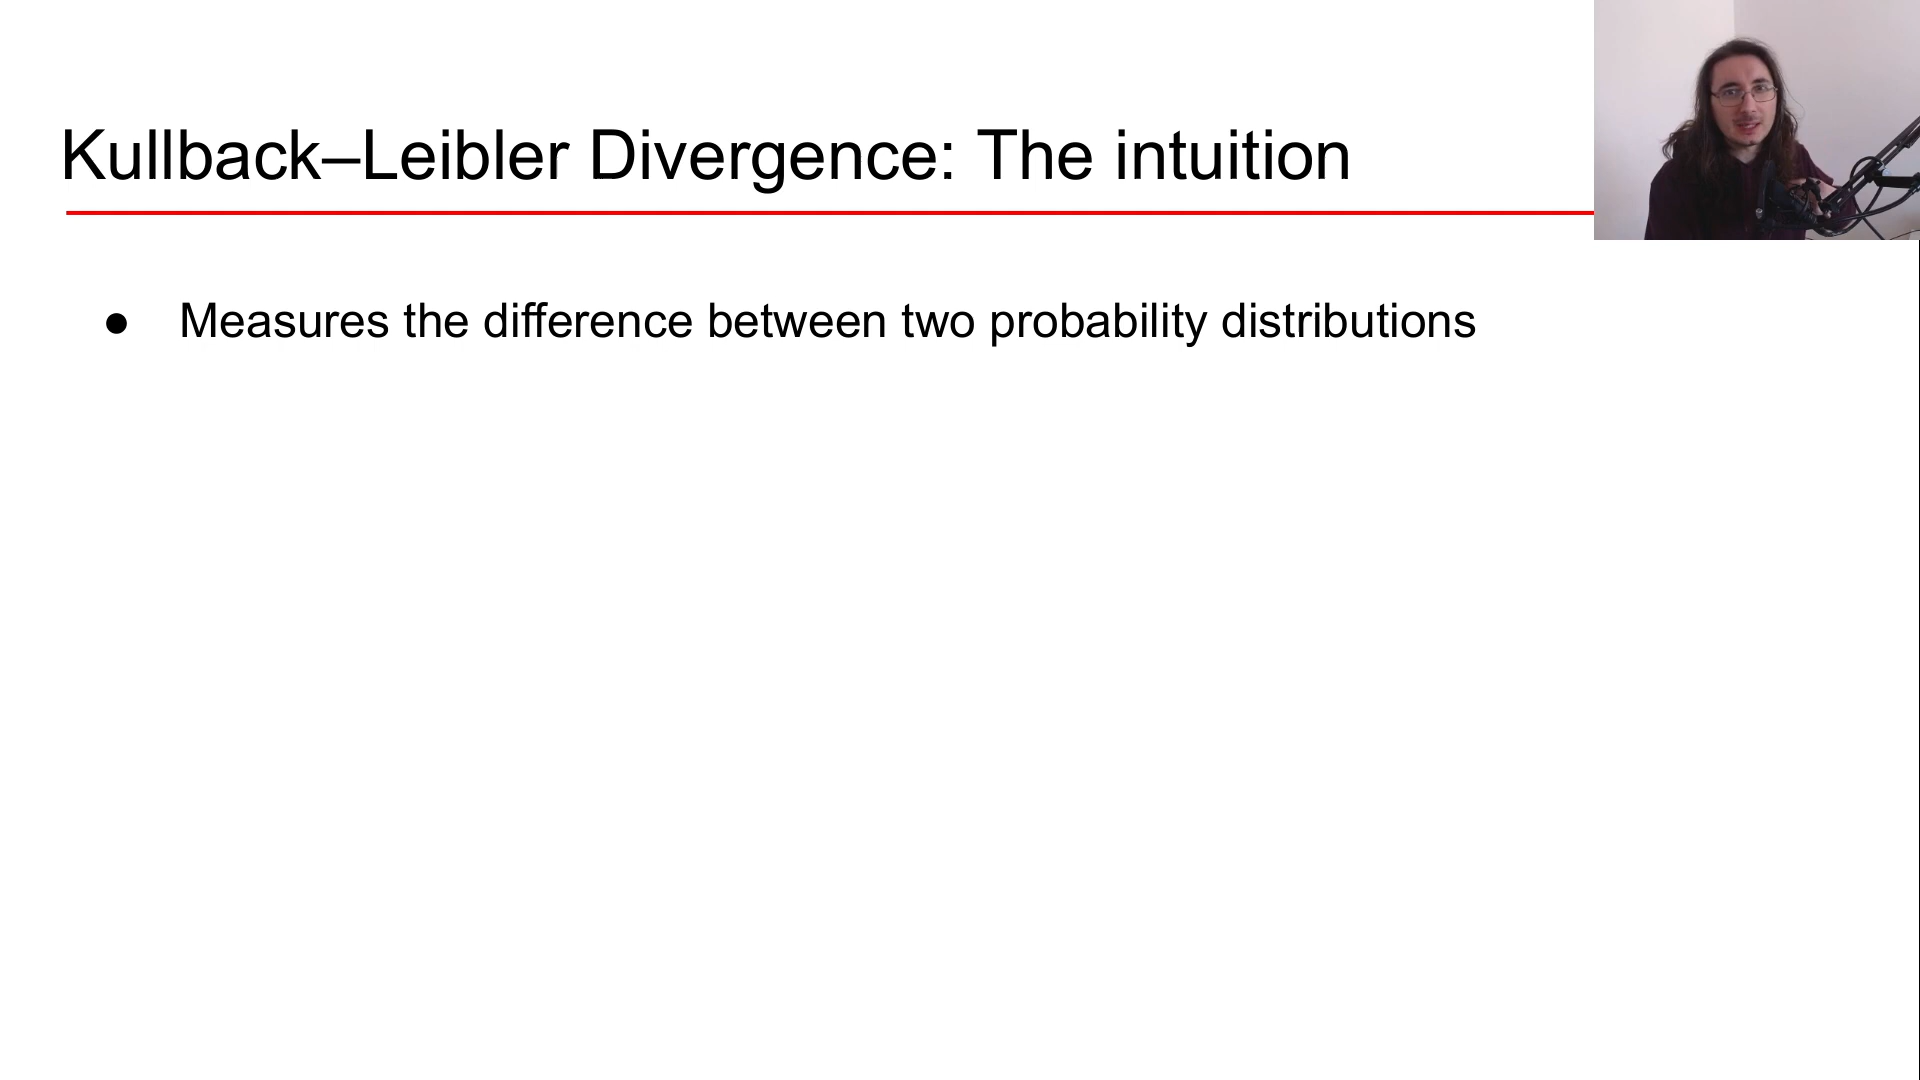 Kullback–Leibler Divergence: The intuition
● Measures the difference between two probability distributions